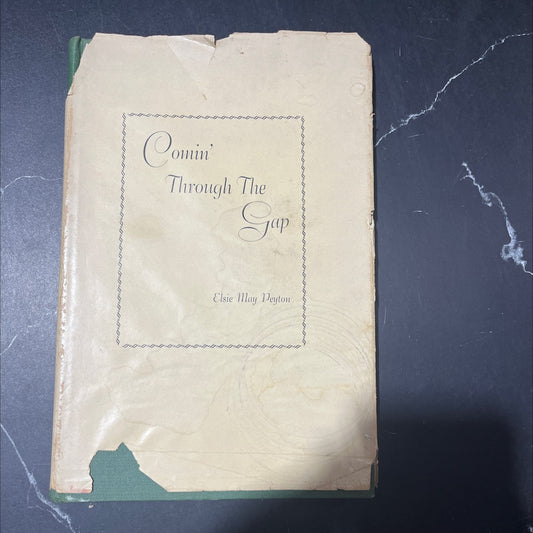 Comin'
Through The
Gap
Elsie May Peyton